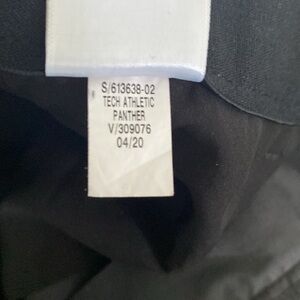 S/613638-02
TECH ATHLETIC
PANTHER
V/309076
04/20